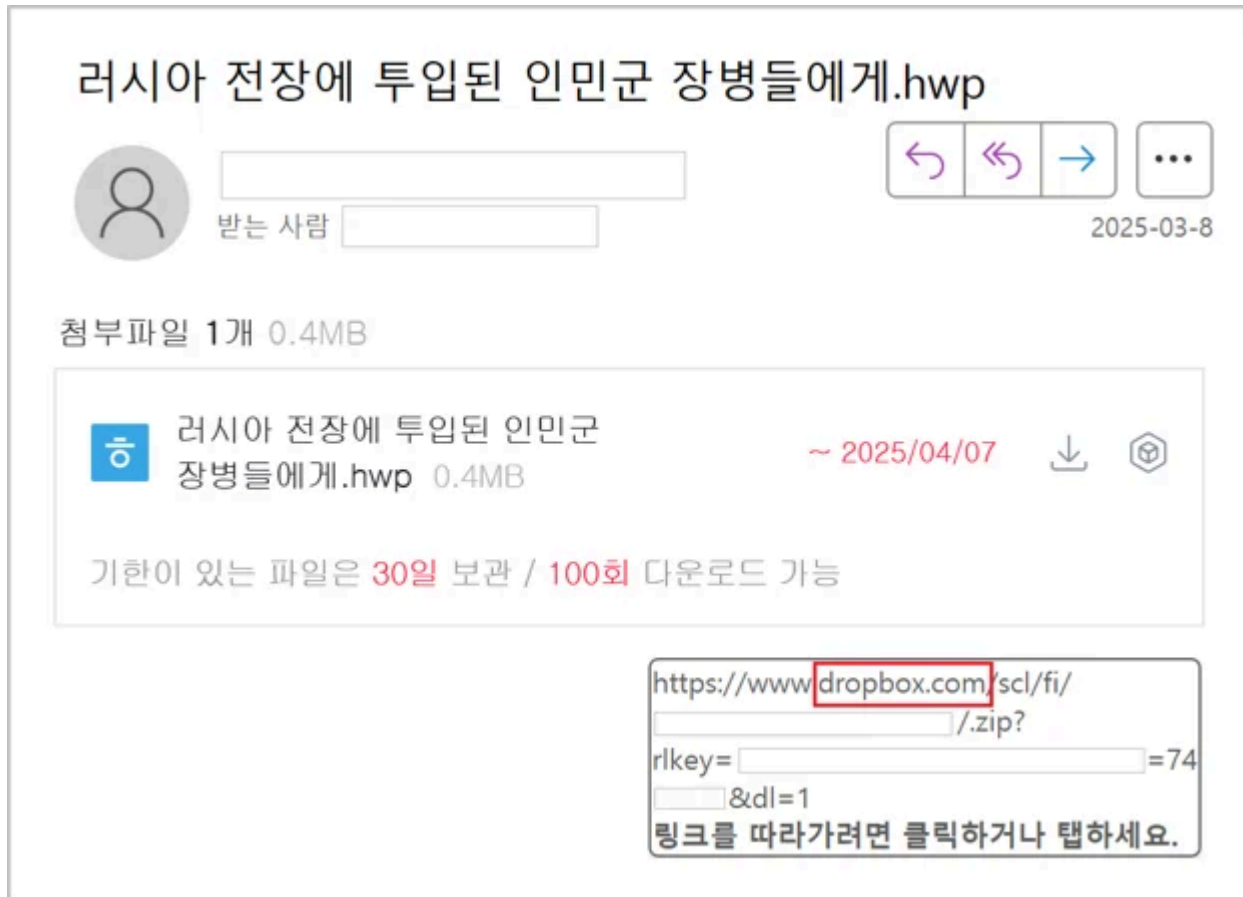 러시아 전장에 투입된 인민군 장병들에게.hwp
받는 사람
2025-03-8
첨부파일 1개 0.4MB
ㅎ
러시아 전장에 투입된 인민군
장병들에게.hwp 0.4MB
~ 2025/04/07
기한이 있는 파일은 30일 보관 / 100회 다운로드 가능
https://www.dropbox.com/scl/fi/
/.zip?
rlkey= =74
&dl=1
링크를 따라가려면 클릭하거나 탭하세요.